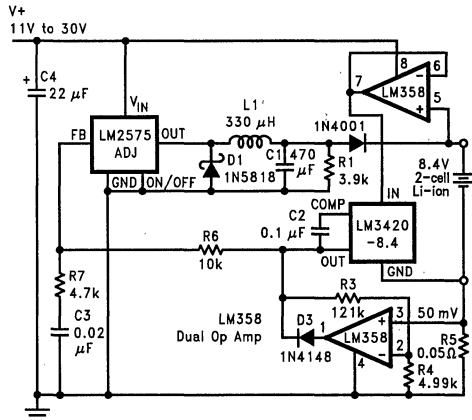 V+
11V to 30V
+
C4
22 μF
VIN
FB
LM2575
ADJ
OUT
GND
ON/OFF
L1
330 μH
D1
1N5818
C1
470
μF
R1
3.9k
1N4001
8
7
6
5
−
+
LM358
8.4V
2-cell
Li-ion
IN
COMP
C2
0.1 μF
LM3420
-8.4
OUT
GND
R6
10k
R7
4.7k
C3
0.02
μF
R3
121k
LM358
Dual Op Amp
D3
1N4148
1
LM358
+
−
3
2
4
50 mV
R5
0.05Ω
R4
4.99k